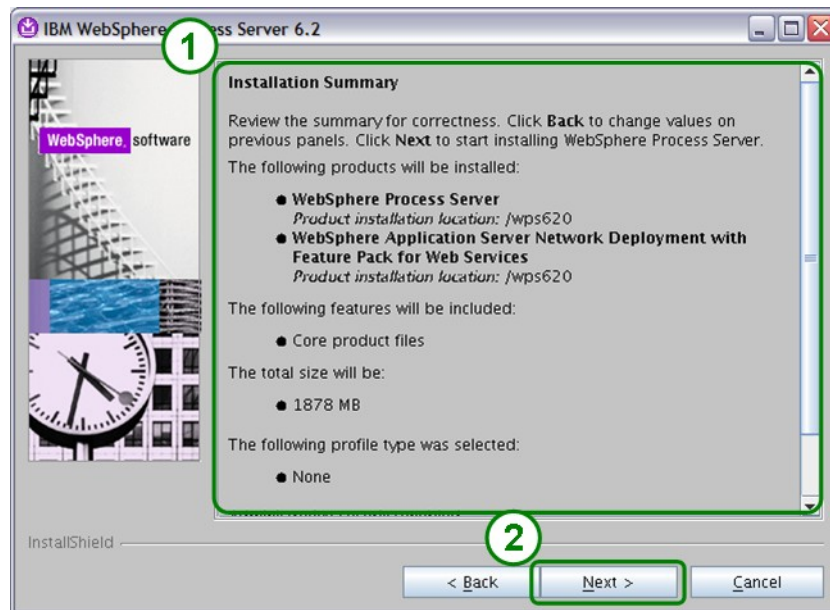 IBM WebSphere Process Server 6.2
1
WebSphere. software
Installation Summary
Review the summary for correctness. Click Back to change values on
previous panels. Click Next to start installing WebSphere Process Server.
The following products will be installed:
● WebSphere Process Server
Product installation location: /wps620
● WebSphere Application Server Network Deployment with
Feature Pack for Web Services
Product installation location: /wps620
The following features will be included:
● Core product files
The total size will be:
● 1878 MB
The following profile type was selected:
● None
2
InstallShield
< Back
Next >
Cancel